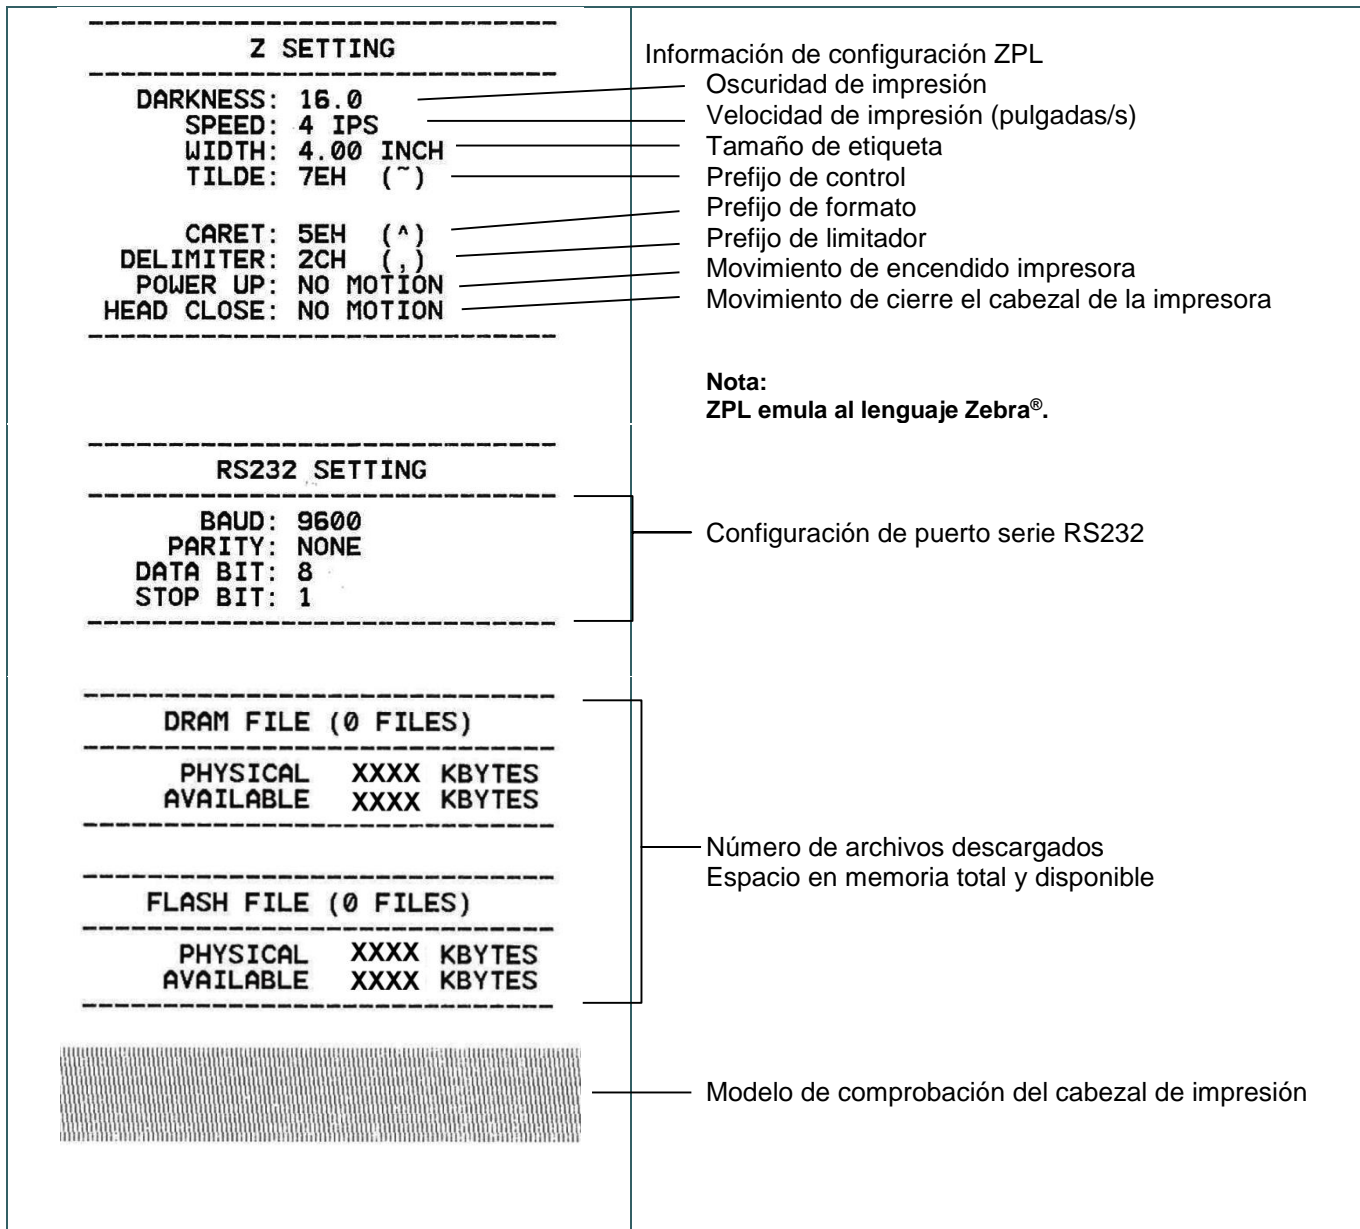 Z SETTING
DARKNESS: 16.0
SPEED: 4 IPS
WIDTH: 4.00 INCH
TILDE: 7EH (~)
CARET: 5EH (^)
DELIMITER: 2CH (,)
POWER UP: NO MOTION
HEAD CLOSE: NO MOTION
Información de configuración ZPL
Oscuridad de impresión
Velocidad de impresión (pulgadas/s)
Tamaño de etiqueta
Prefijo de control
Prefijo de formato
Prefijo de limitador
Movimiento de encendido impresora
Movimiento de cierre el cabezal de la impresora
Nota:
ZPL emula al lenguaje Zebra®.
RS232 SETTING
BAUD: 9600
PARITY: NONE
DATA BIT: 8
STOP BIT: 1
Configuración de puerto serie RS232
DRAM FILE (0 FILES)
PHYSICAL XXXX KBYTES
AVAILABLE XXXX KBYTES
FLASH FILE (0 FILES)
PHYSICAL XXXX KBYTES
AVAILABLE XXXX KBYTES
Número de archivos descargados
Espacio en memoria total y disponible
Modelo de comprobación del cabezal de impresión